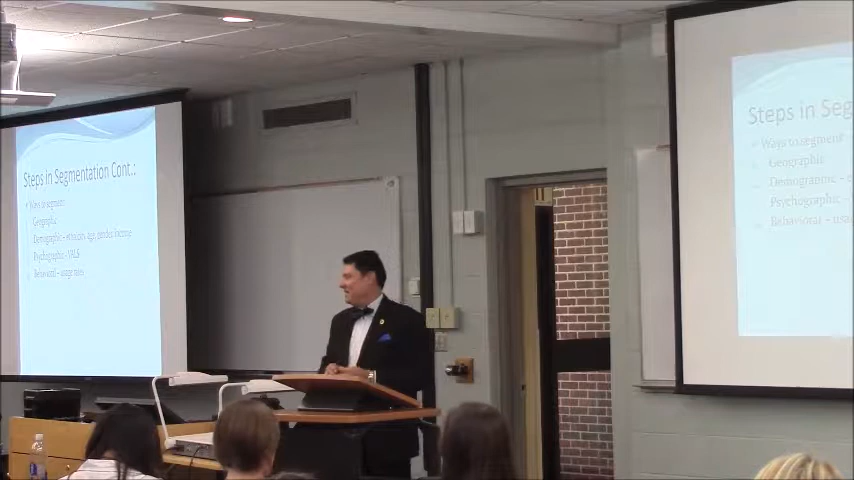 Steps in Segmentation Cont.:
Ways to segment
Geographic
Demographic – ethnicity, age, gender, income
Psychographic – VALS
Behavioral – usage rates
Steps in Seg
Ways to segment
Geographic
Demographic –
Psychographic –
Behavioral – usa